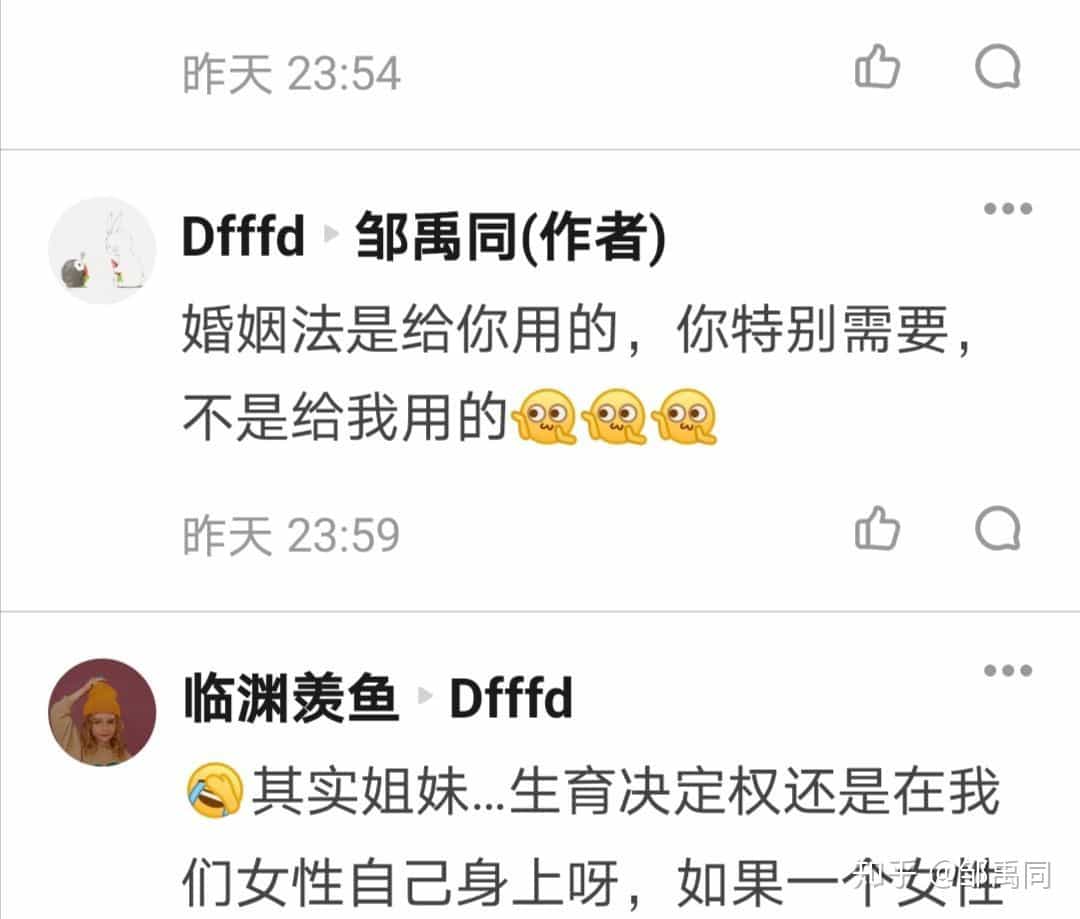 昨天 23:54
Dfffd 邹禹同(作者)
婚姻法是给你用的，你特别需要，
不是给我用的
昨天 23:59
临渊羡鱼 Dfffd
其实姐妹...生育决定权还是在我
们女性自己身上呀，如果一个女性
知乎 @邹禹同